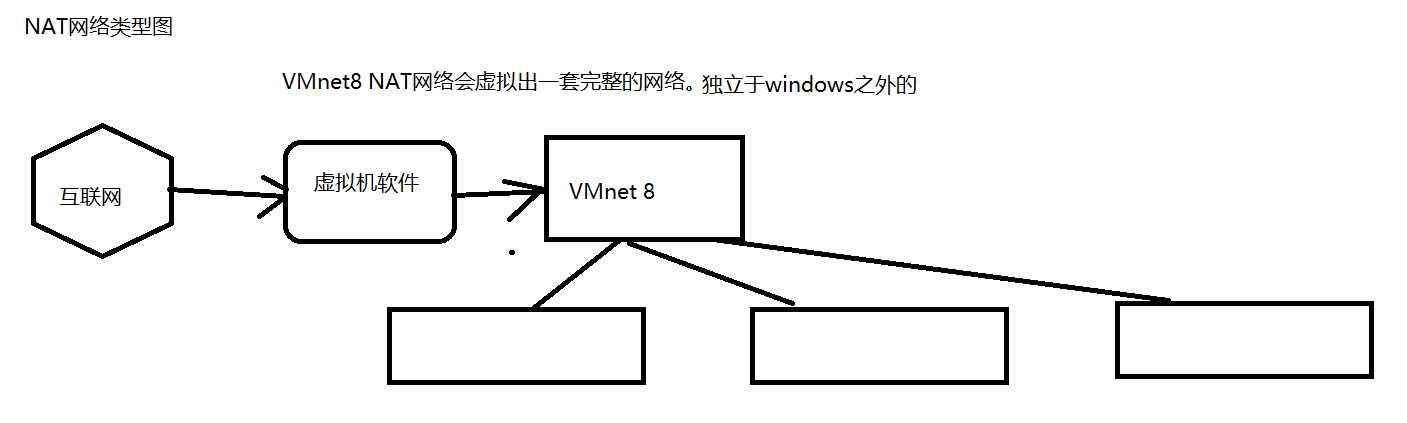 NAT网络类型图
VMnet8 NAT网络会虚拟出一套完整的网络。独立于windows之外的
互联网
虚拟机软件
VMnet 8